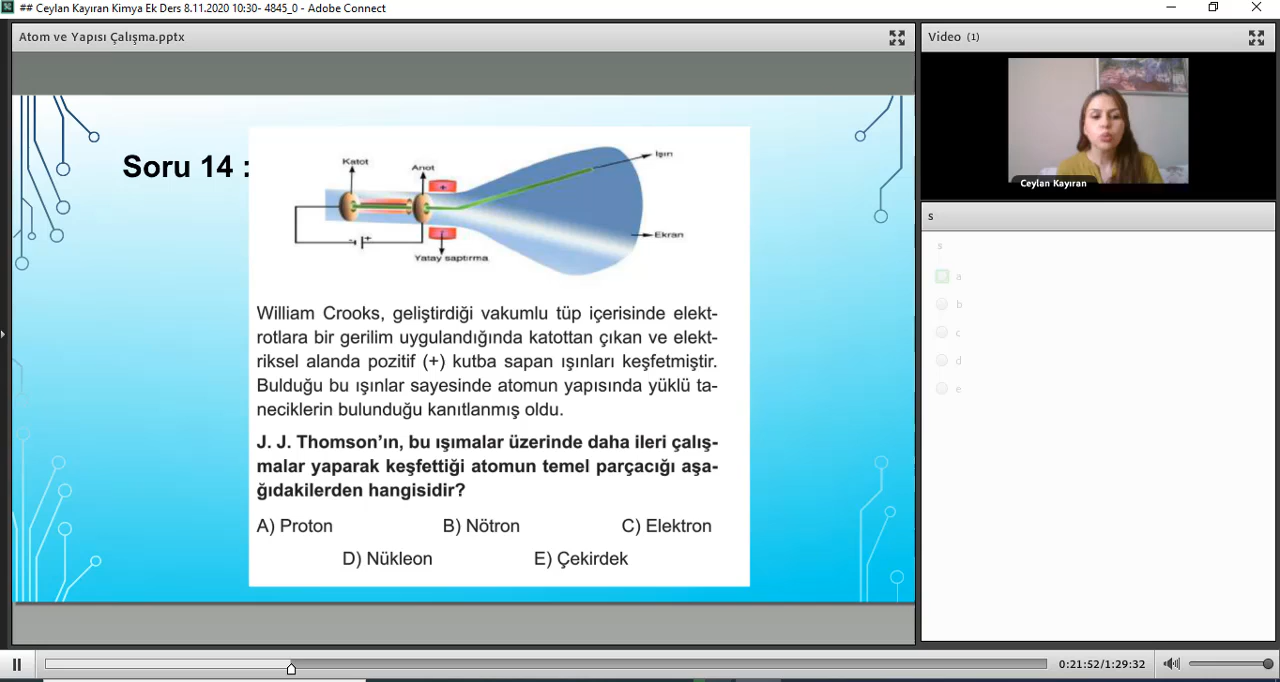 ## Ceylan Kayıran Kimya Ek Ders 8.11.2020 10:30- 4845_0 - Adobe Connect
Atom ve Yapısı Çalışma.pptx
Soru 14 :
Katot
Anot
Işın
Ekran
Yatay saptırma
William Crooks, geliştirdiği vakumlu tüp içerisinde elekt-
rotlara bir gerilim uygulandığında katottan çıkan ve elekt-
riksel alanda pozitif (+) kutba sapan ışınları keşfetmiştir.
Bulduğu bu ışınlar sayesinde atomun yapısında yüklü ta-
neciklerin bulunduğu kanıtlanmış oldu.
J. J. Thomson'ın, bu ışımalar üzerinde daha ileri çalış-
malar yaparak keşfettiği atomun temel parçacığı aşa-
ğıdakilerden hangisidir?
A) Proton B) Nötron C) Elektron
D) Nükleon E) Çekirdek
Video (1)
Ceylan Kayıran
s
s
a
b
c
d
e
0:21:52/1:29:32